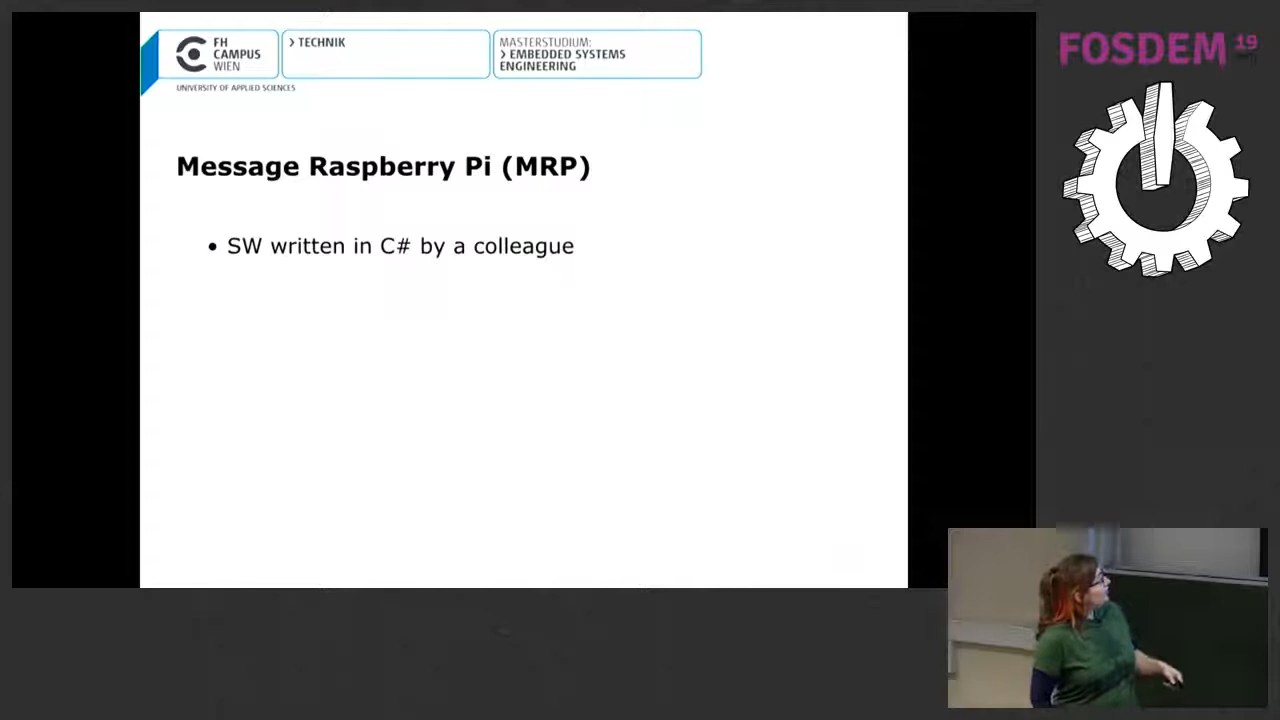 FH
CAMPUS
WIEN
> TECHNIK
MASTERSTUDIUM:
> EMBEDDED SYSTEMS
ENGINEERING
UNIVERSITY OF APPLIED SCIENCES
FOSDEM 19
Message Raspberry Pi (MRP)
• SW written in C# by a colleague